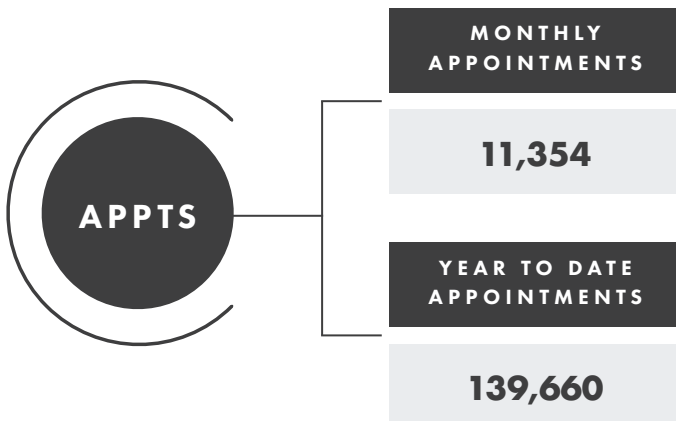 APPTS
MONTHLY
APPOINTMENTS
11,354
YEAR TO DATE
APPOINTMENTS
139,660